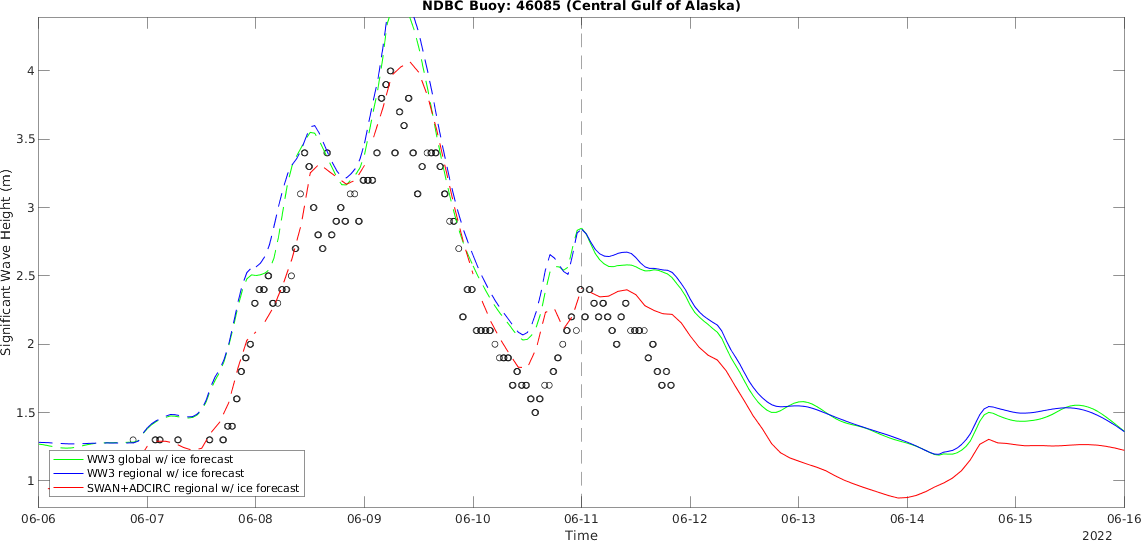 NDBC Buoy: 46085 (Central Gulf of Alaska)
Significant Wave Height (m)
4
3.5
3
2.5
2
1.5
1
WW3 global w/ ice forecast
WW3 regional w/ ice forecast
SWAN+ADCIRC regional w/ ice forecast
06-06 06-07 06-08 06-09 06-10 06-11 06-12 06-13 06-14 06-15 06-16
Time
2022